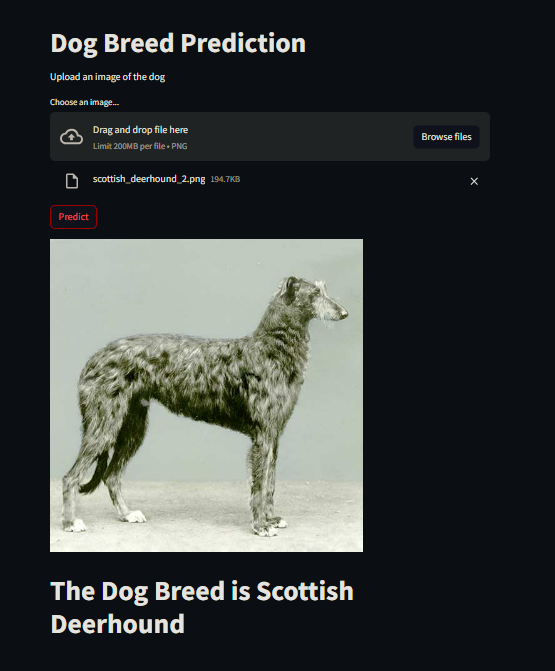 Dog Breed Prediction
Upload an image of the dog
Choose an image...
Drag and drop file here
Limit 200MB per file • PNG
Browse files
scottish_deerhound_2.png 194.7KB
Predict
The Dog Breed is Scottish
Deerhound